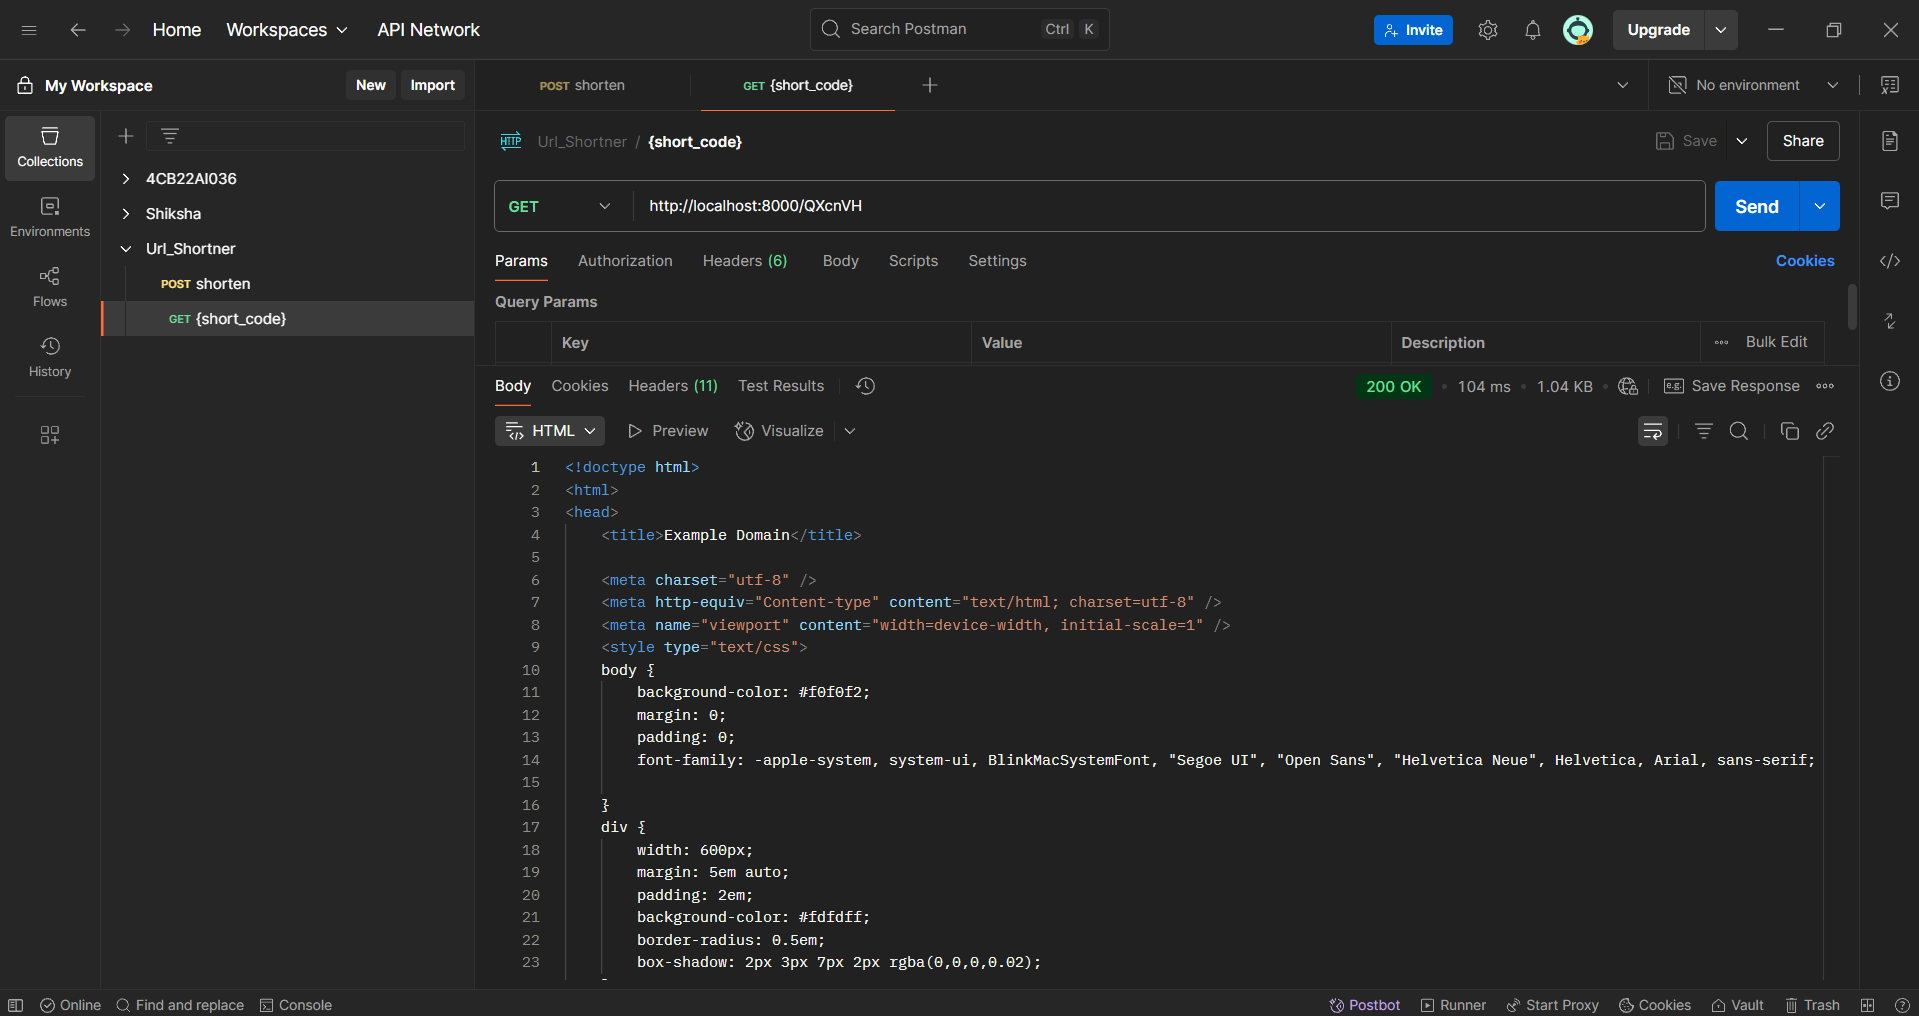 Home
Workspaces
API Network
Search Postman
Ctrl K
Invite
Upgrade
My Workspace
New
Import
POST shorten
GET {short_code}
No environment
Collections
Environments
Flows
History
4CB22AI036
Shiksha
Url_Shortner
POST shorten
GET {short_code}
HTTP
Url_Shortner / {short_code}
Save
Share
GET
http://localhost:8000/QXcnVH
Send
Params
Authorization
Headers (6)
Body
Scripts
Settings
Cookies
Query Params
Key
Value
Description
Bulk Edit
Body
Cookies
Headers (11)
Test Results
200 OK
104 ms
1.04 KB
e.g. Save Response
HTML
Preview
Visualize
1 <!doctype html>
2 <html>
3 <head>
4 <title>Example Domain</title>
5
6 <meta charset="utf-8" />
7 <meta http-equiv="Content-type" content="text/html; charset=utf-8" />
8 <meta name="viewport" content="width=device-width, initial-scale=1" />
9 <style type="text/css">
10 body {
11 background-color: #f0f0f2;
12 margin: 0;
13 padding: 0;
14 font-family: -apple-system, system-ui, BlinkMacSystemFont, "Segoe UI", "Open Sans", "Helvetica Neue", Helvetica, Arial, sans-serif;
15
16 }
17 div {
18 width: 600px;
19 margin: 5em auto;
20 padding: 2em;
21 background-color: #fdfdff;
22 border-radius: 0.5em;
23 box-shadow: 2px 3px 7px 2px rgba(0,0,0,0.02);
Online
Find and replace
Console
Postbot
Runner
Start Proxy
Cookies
Vault
Trash